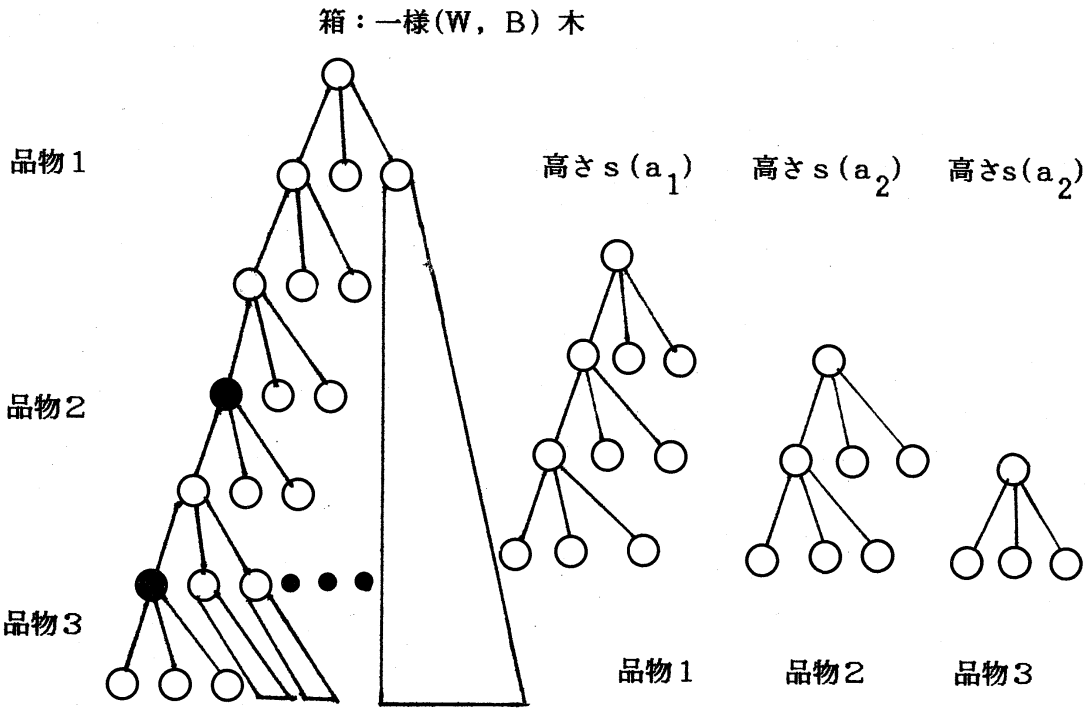 箱：一様(W, B) 木
品物1
高さs(a1) 高さs(a2) 高さs(a2)
品物2
品物3
品物1 品物2 品物3